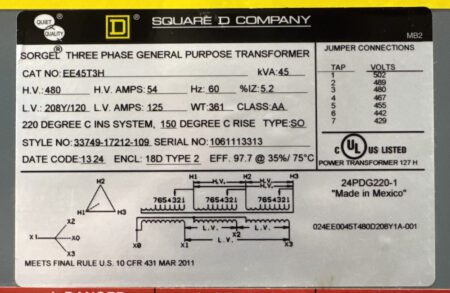 QUIET QUALITY
D
SQUARE D COMPANY
MB2
SORGEL® THREE PHASE GENERAL PURPOSE TRANSFORMER
CAT NO: EE45T3H kVA: 45
H.V.: 480 H.V. AMPS: 54 Hz: 60 %IZ: 5.2
L.V.: 208Y/120 L.V. AMPS: 125 WT: 361 CLASS: AA
220 DEGREE C INS SYSTEM, 150 DEGREE C RISE TYPE: SO
STYLE NO: 33749-17212-109 SERIAL NO: 1061113313
DATE CODE: 13 24 ENCL: 18D TYPE 2 EFF: 97.7 @ 35%/ 75°C
JUMPER CONNECTIONS
TAP VOLTS
1 502
2 489
3 480
4 467
5 455
6 442
7 429
C UL® US LISTED
POWER TRANSFORMER 127 H
24PDG220-1
"Made in Mexico"
024EE0045T480D208Y1A-001
H2
H1 H3
X2
X1 X0
X3
H1 H2 H3
H.V. H.V.
H.V.
7654321 7654321 7654321
L.V. L.V.
X0 X1 X2 X3
L.V.
MEETS FINAL RULE U.S. 10 CFR 431 MAR 2011